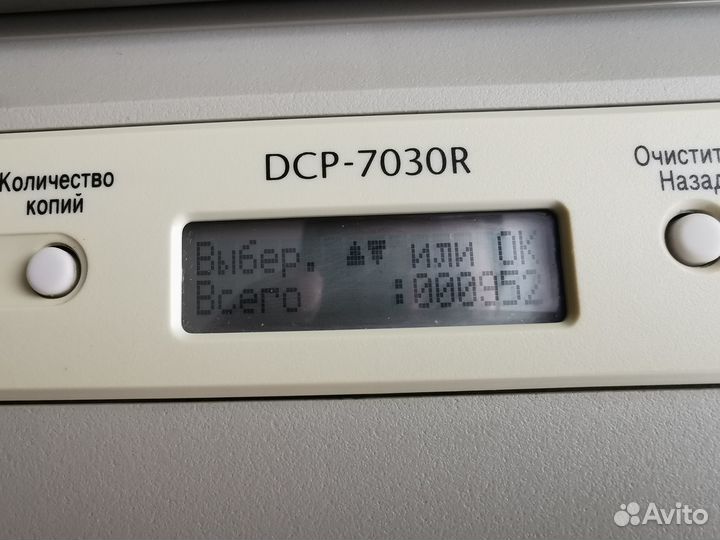 DCP-7030R
Количество
копий
Очистит
Назад
Выбер. ▲▼ или OK
Всего :000952
Avito